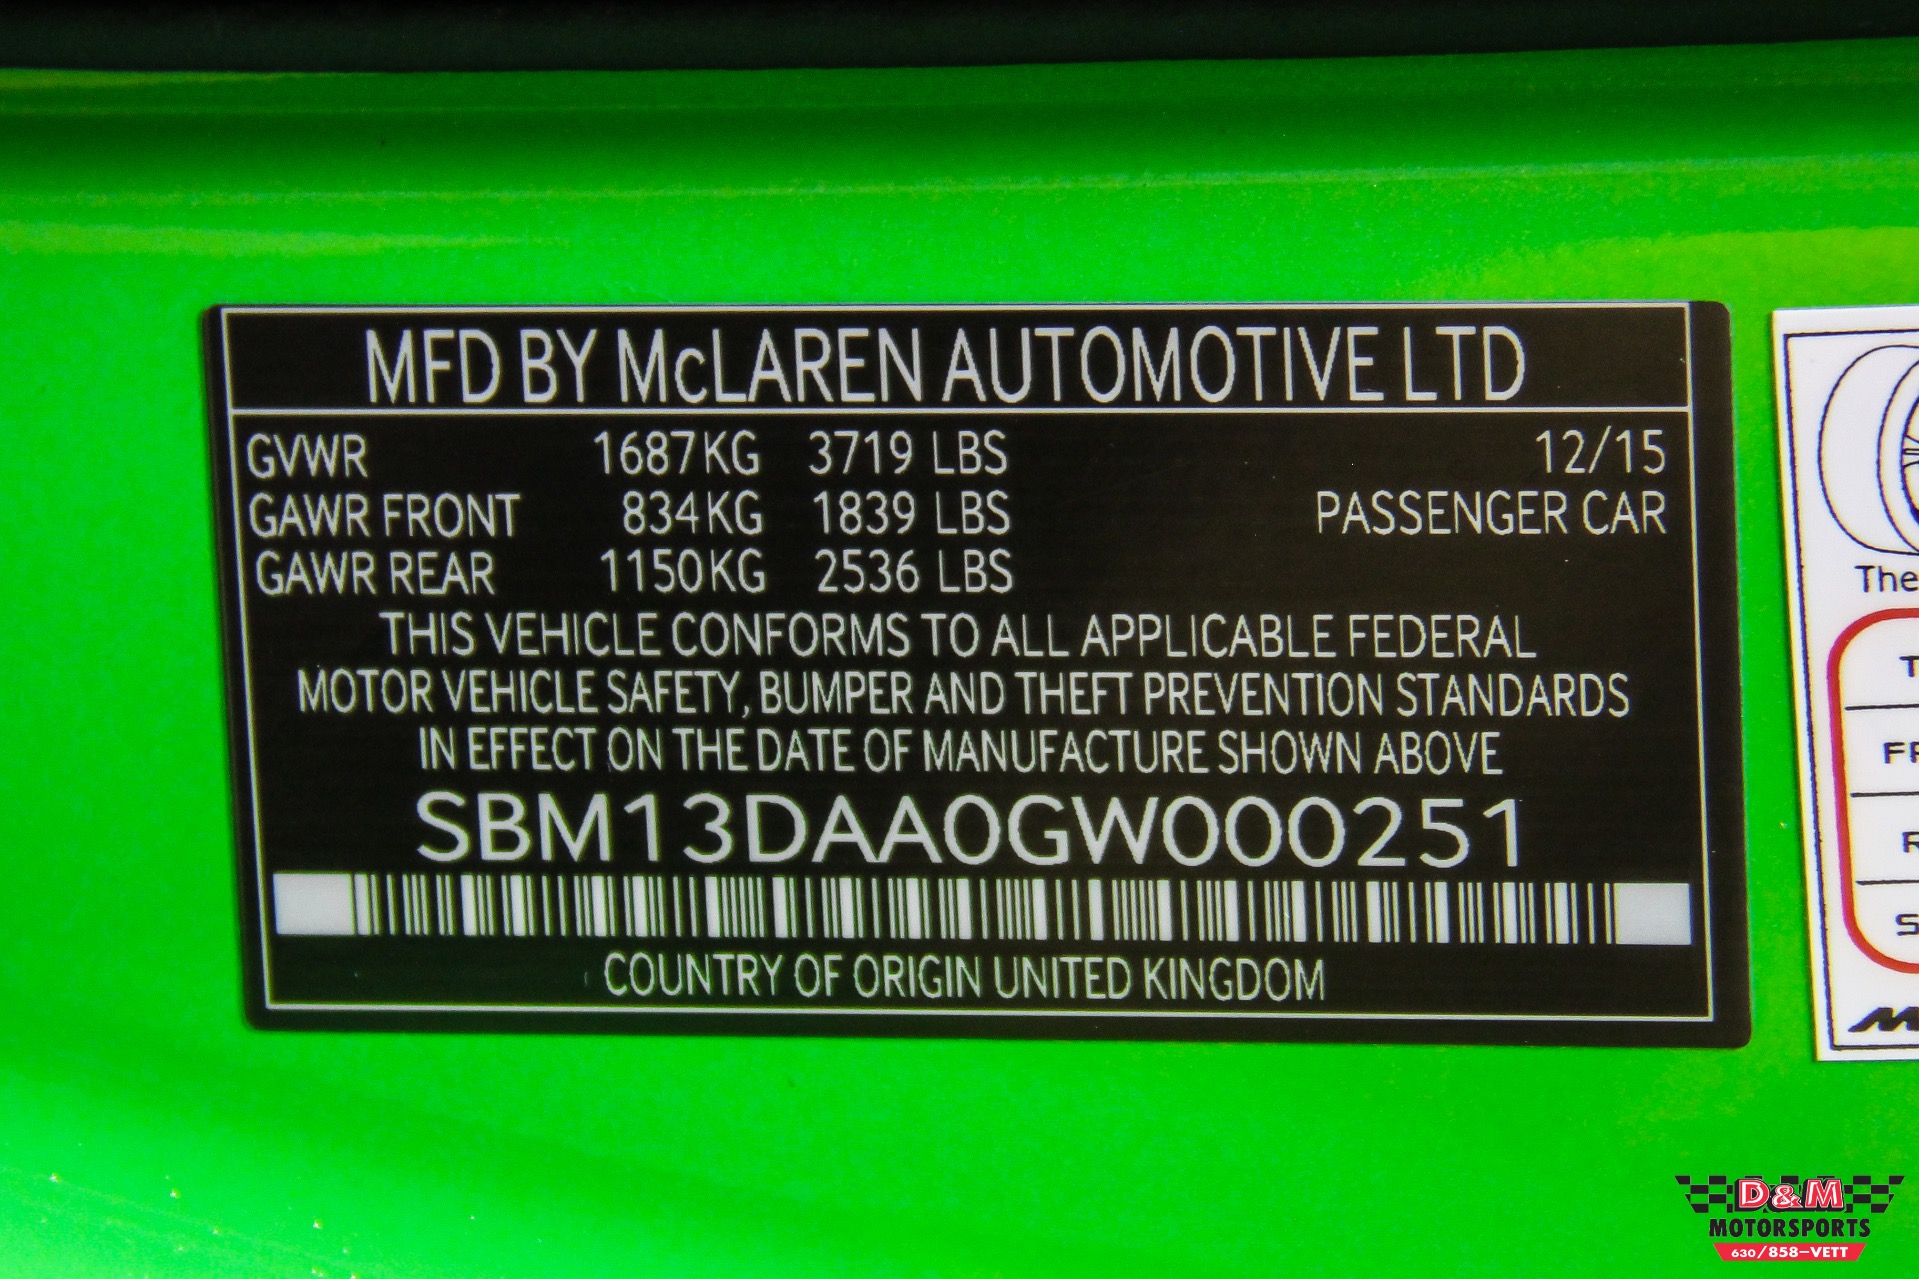 MFD BY McLAREN AUTOMOTIVE LTD
GVWR 1687KG 3719 LBS 12/15
GAWR FRONT 834KG 1839 LBS PASSENGER CAR
GAWR REAR 1150KG 2536 LBS
THIS VEHICLE CONFORMS TO ALL APPLICABLE FEDERAL
MOTOR VEHICLE SAFETY, BUMPER AND THEFT PREVENTION STANDARDS
IN EFFECT ON THE DATE OF MANUFACTURE SHOWN ABOVE
SBM13DAA0GW000251
COUNTRY OF ORIGIN UNITED KINGDOM
The
D&M
MOTORSPORTS
630/858-VETT